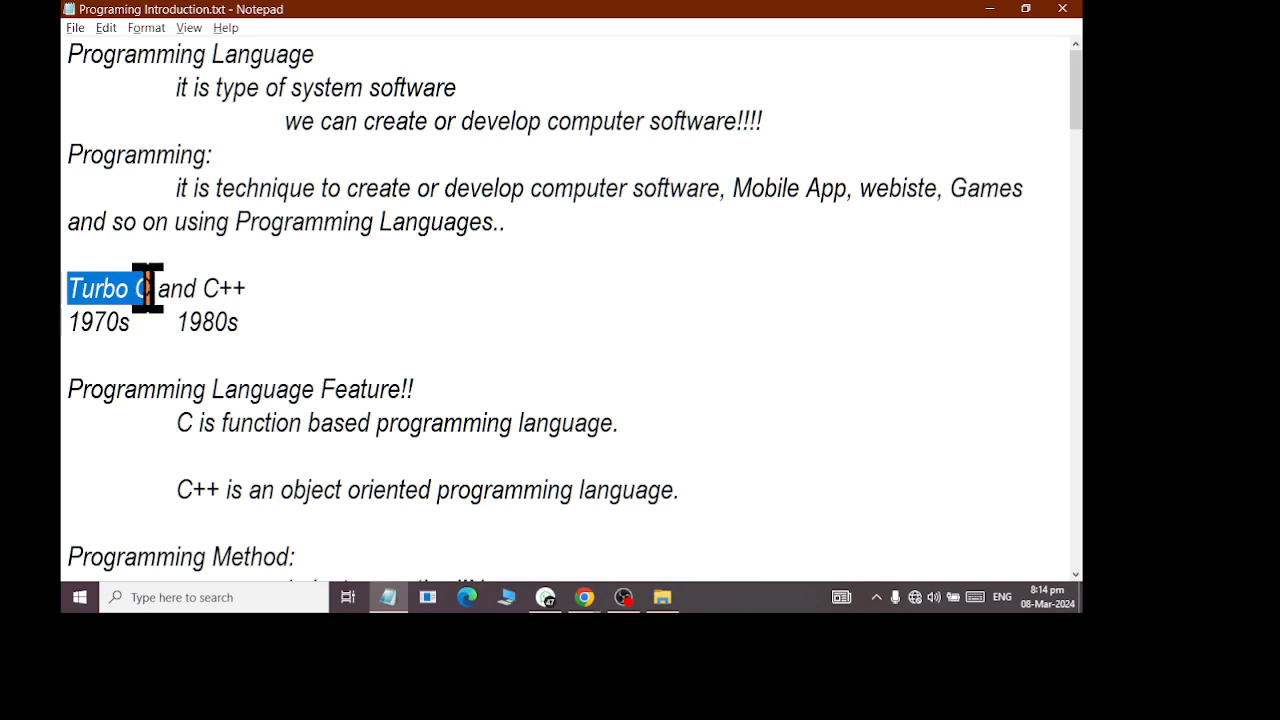 Programing Introduction.txt - Notepad
File Edit Format View Help
Programming Language
it is type of system software
we can create or develop computer software!!!!
Programming:
it is technique to create or develop computer software, Mobile App, webiste, Games
and so on using Programming Languages..
Turbo C and C++
1970s 1980s
Programming Language Feature!!
C is function based programming language.
C++ is an object oriented programming language.
Programming Method:
Type here to search
47
ENG
8:14 pm
08-Mar-2024